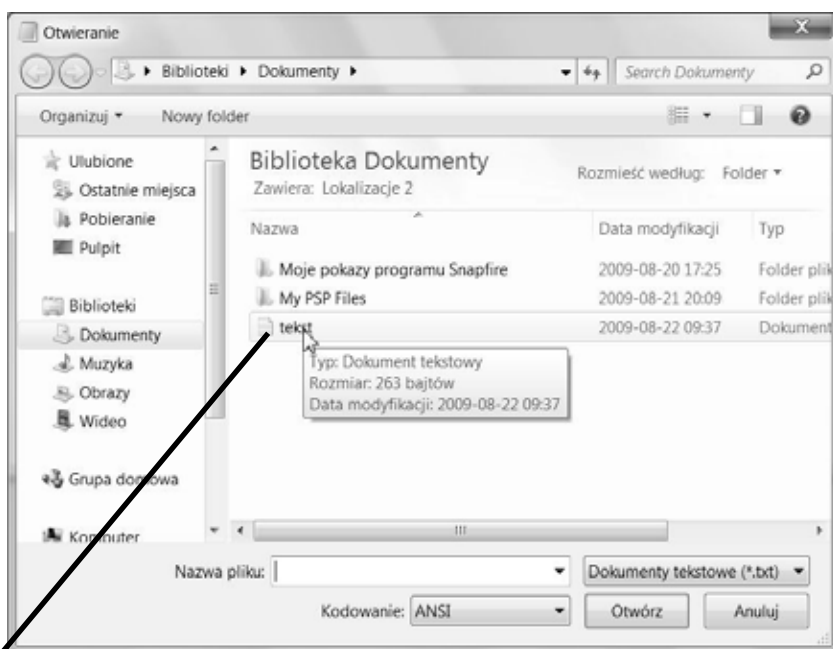 Otwieranie
X
Biblioteki Dokumenty
Search Dokumenty
Organizuj Nowy folder
Ulubione
Ostatnie miejsca
Pobieranie
Pulpit
Biblioteki
Dokumenty
Muzyka
Obrazy
Wideo
Grupa domowa
Komputer
Biblioteka Dokumenty
Zawiera: Lokalizacje 2
Rozmieść według: Folder
Nazwa Data modyfikacji Typ
Moje pokazy programu Snapfire 2009-08-20 17:25 Folder plik
My PSP Files 2009-08-21 20:09 Folder plik
tekst 2009-08-22 09:37 Dokument
Typ: Dokument tekstowy
Rozmiar: 263 bajtów
Data modyfikacji: 2009-08-22 09:37
Nazwa pliku: Dokumenty tekstowe (*.txt)
Kodowanie: ANSI Otwórz Anuluj